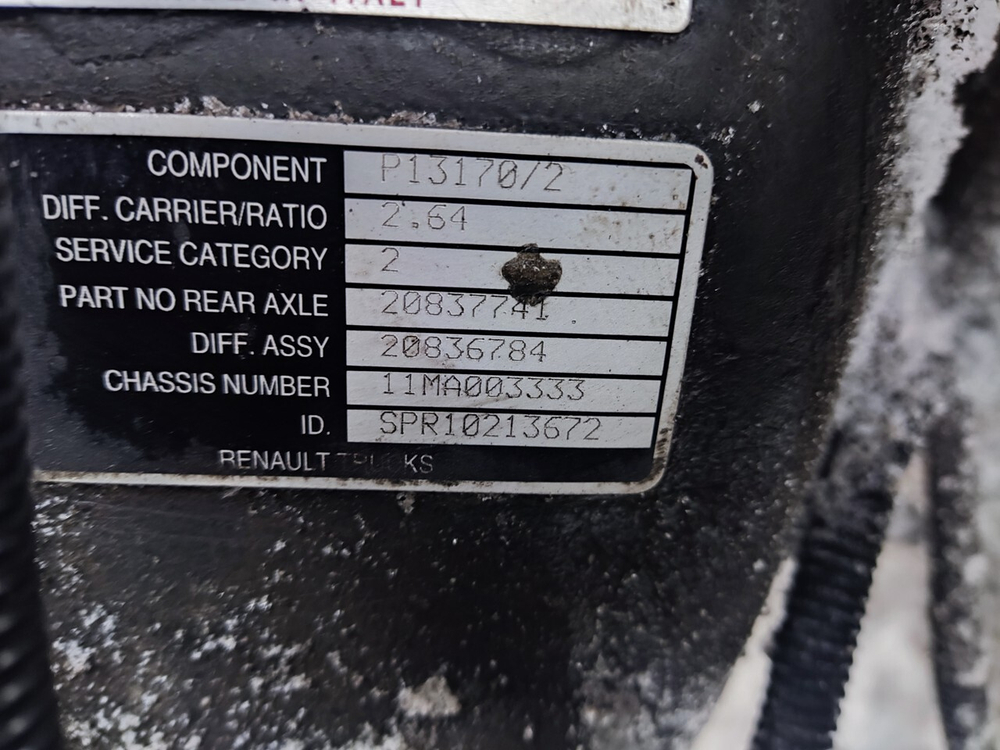 ITALY
COMPONENT P13170/2
DIFF. CARRIER/RATIO 2.64
SERVICE CATEGORY 2
PART NO REAR AXLE 20837741
DIFF. ASSY 20836784
CHASSIS NUMBER 11MA003333
ID. SPR10213672
RENAULT TRUCKS